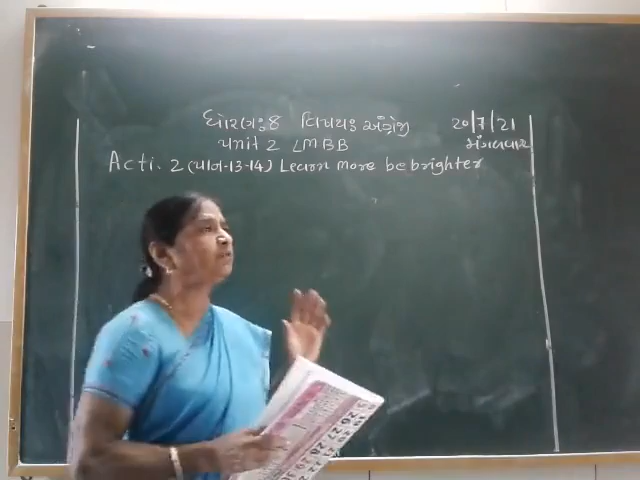 ધોરણઃ8 વિષયઃ અંગ્રેજી 20/7/21
યુનિટ 2 LMBB મંગળવાર
Acti. 2 (પાના-13-14) Learn more be brighter